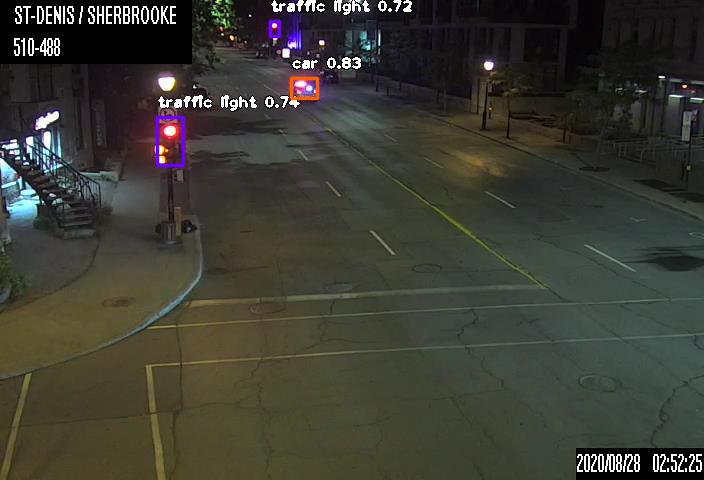 ST-DENIS / SHERBROOKE
510-488
traffic light 0.72
car 0.83
traffic light 0.74
2020/08/28 02:52:25